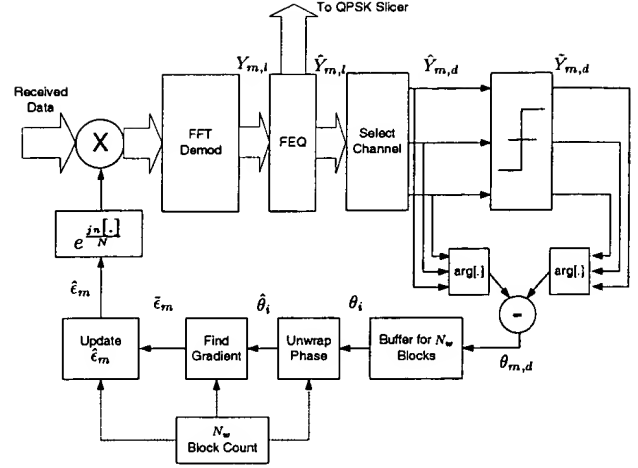 To QPSK Slicer
Received
Data
X
FFT
Demod
Y_{m,l}
FEQ
Ŷ_{m,l}
Select
Channel
Ŷ_{m,d}
Ỹ_{m,d}
e^{jn[.]/N}
arg[.}
arg[.}
-
ε̂_m
ε̃_m
θ̂_i
θ_i
θ_{m,d}
Update
ε̂_m
Find
Gradient
Unwrap
Phase
Buffer for N_w
Blocks
N_w
Block Count